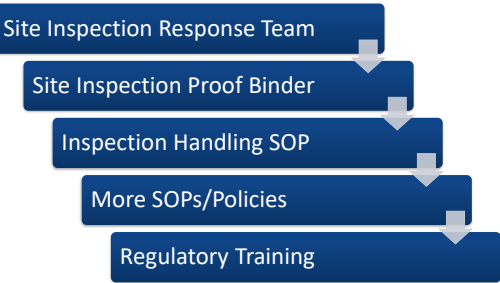 Site Inspection Response Team
Site Inspection Proof Binder
Inspection Handling SOP
More SOPs/Policies
Regulatory Training